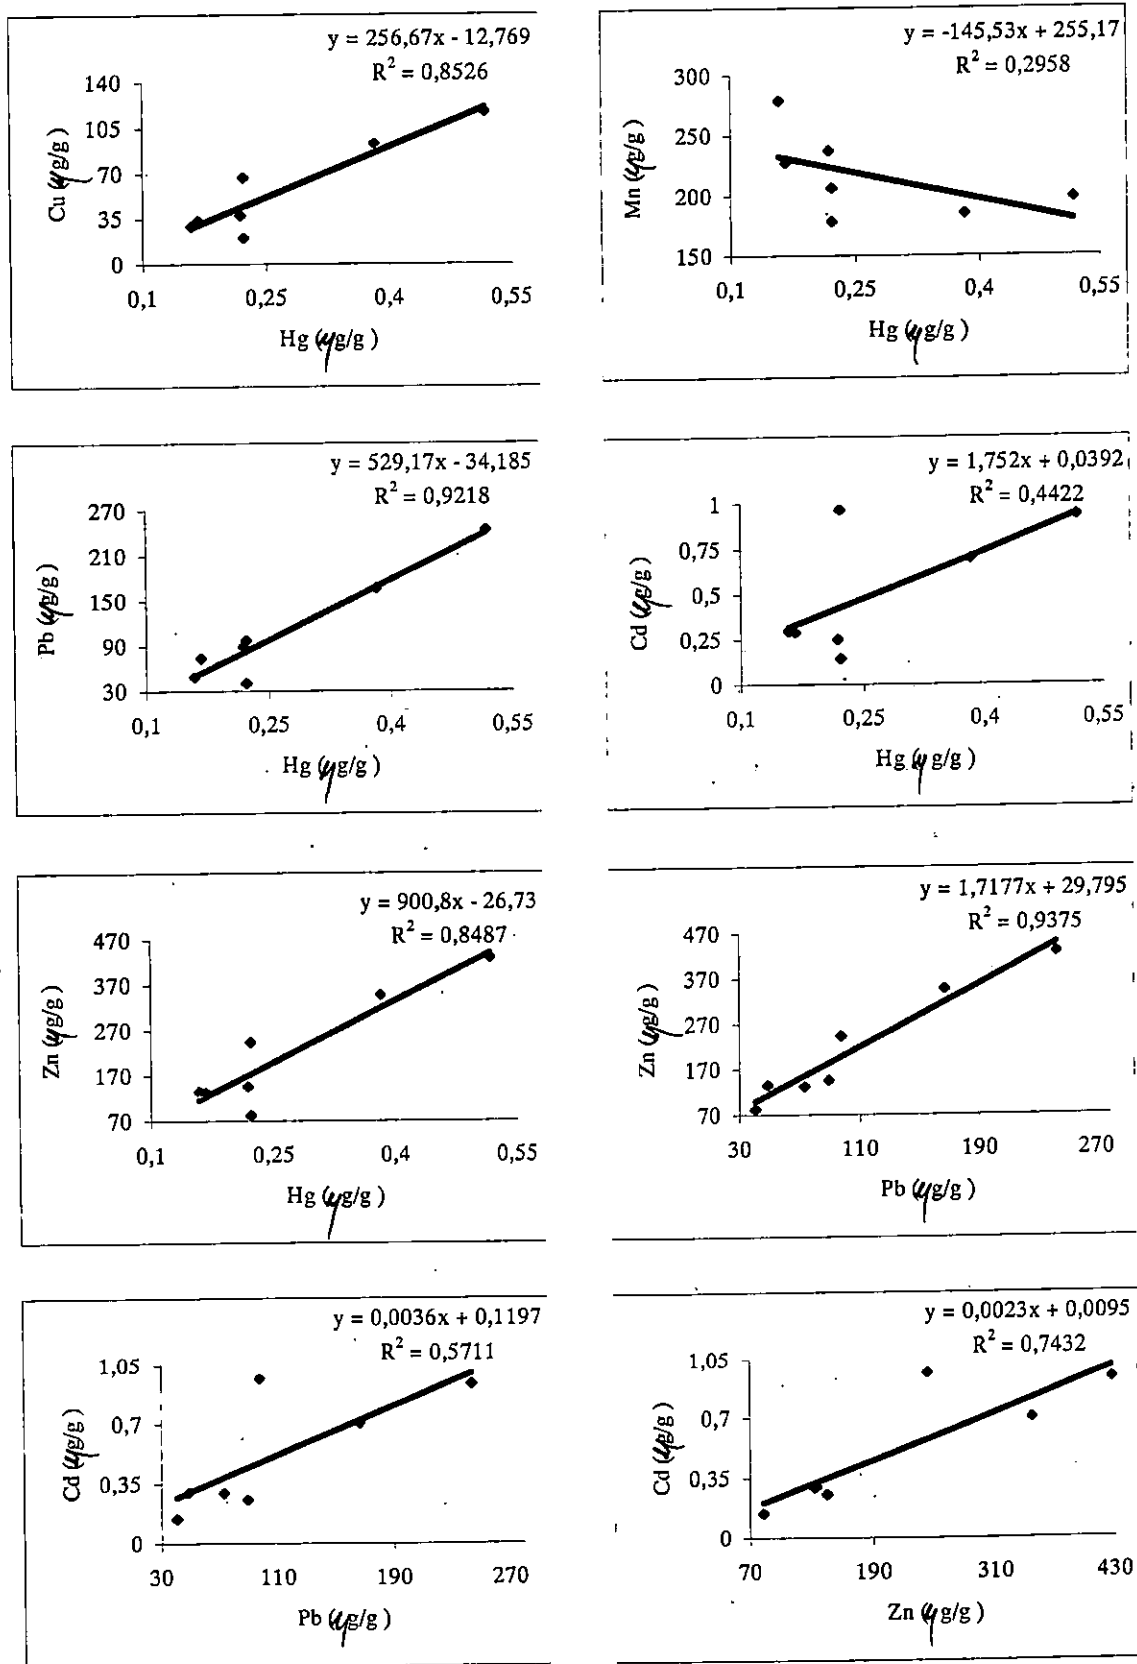 y = 256,67x - 12,769
R² = 0,8526
140
105
70
35
0
Cu (μg/g)
0,1 0,25 0,4 0,55
Hg (μg/g)
y = -145,53x + 255,17
R² = 0,2958
300
250
200
150
Mn (μg/g)
0,1 0,25 0,4 0,55
Hg (μg/g)
y = 529,17x - 34,185
R² = 0,9218
270
210
150
90
30
Pb (μg/g)
0,1 0,25 0,4 0,55
Hg (μg/g)
y = 1,752x + 0,0392
R² = 0,4422
1
0,75
0,5
0,25
0
Cd (μg/g)
0,1 0,25 0,4 0,55
Hg (μg/g)
y = 900,8x - 26,73
R² = 0,8487
470
370
270
170
70
Zn (μg/g)
0,1 0,25 0,4 0,55
Hg (μg/g)
y = 1,7177x + 29,795
R² = 0,9375
470
370
270
170
70
Zn (μg/g)
30 110 190 270
Pb (μg/g)
y = 0,0036x + 0,1197
R² = 0,5711
1,05
0,7
0,35
0
Cd (μg/g)
30 110 190 270
Pb (μg/g)
y = 0,0023x + 0,0095
R² = 0,7432
1,05
0,7
0,35
0
Cd (μg/g)
70 190 310 430
Zn (μg/g)